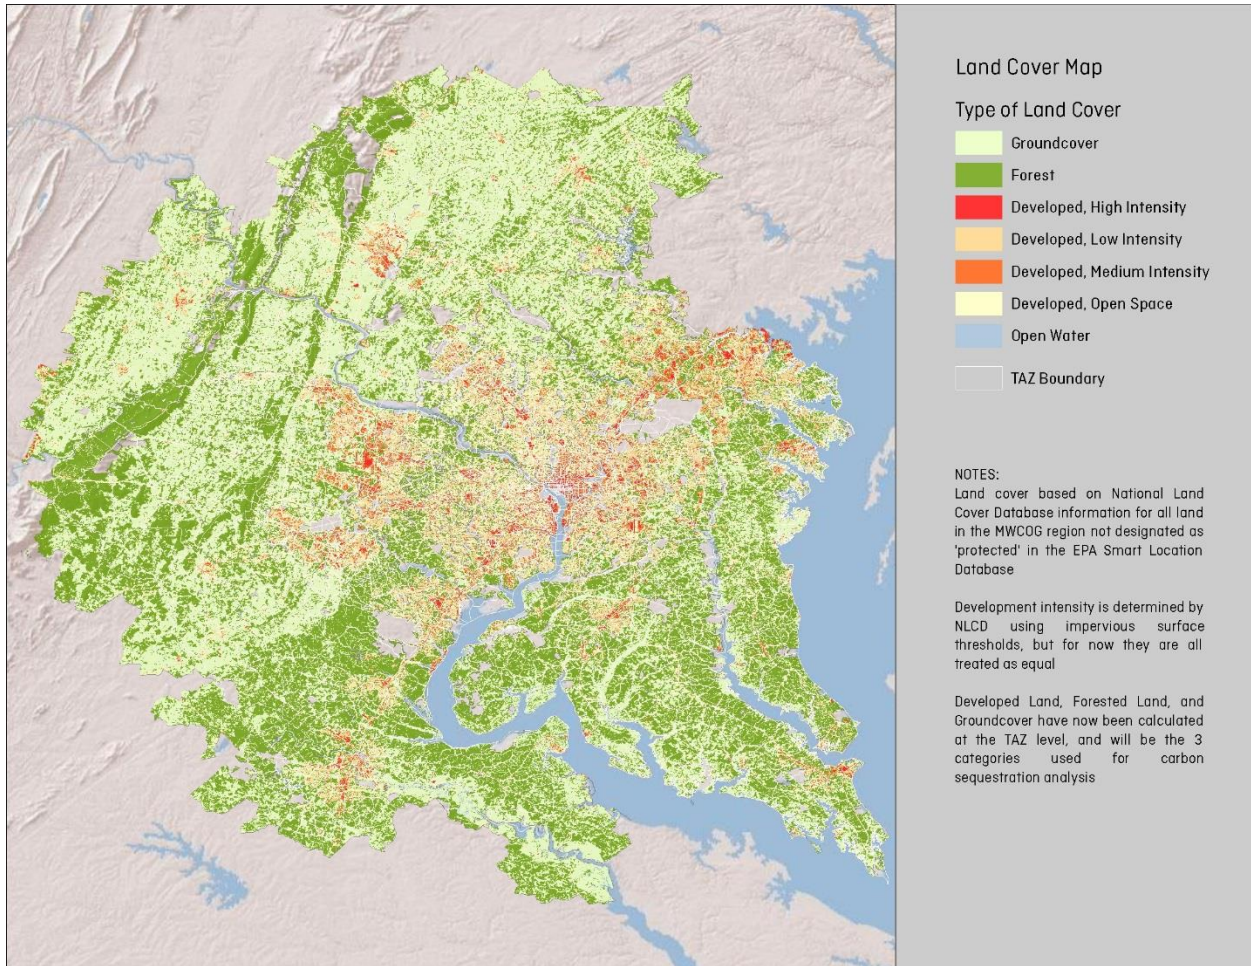 Land Cover Map
Type of Land Cover
Groundcover
Forest
Developed, High Intensity
Developed, Low Intensity
Developed, Medium Intensity
Developed, Open Space
Open Water
TAZ Boundary
NOTES:
Land cover based on National Land
Cover Database information for all land
in the MWCOG region not designated as
'protected' in the EPA Smart Location
Database
Development intensity is determined by
NLCD using impervious surface
thresholds, but for now they are all
treated as equal
Developed Land, Forested Land, and
Groundcover have now been calculated
at the TAZ level, and will be the 3
categories used for carbon
sequestration analysis